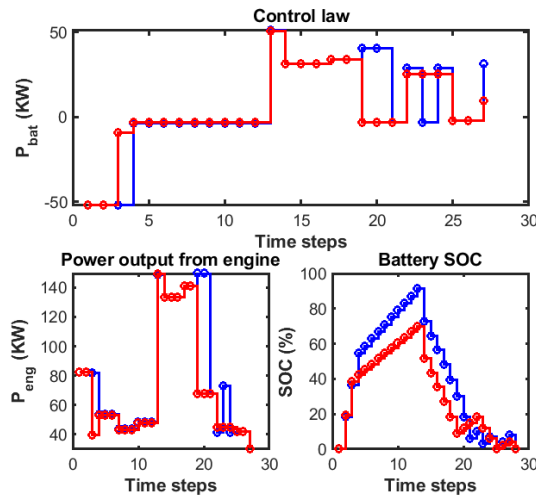 Control law
50
0
-50
P_bat (KW)
0 5 10 15 20 25 30
Time steps
Power output from engine
140
120
100
80
60
40
P_eng (KW)
0 10 20 30
Time steps
Battery SOC
100
80
60
40
20
0
SOC (%)
0 10 20 30
Time steps